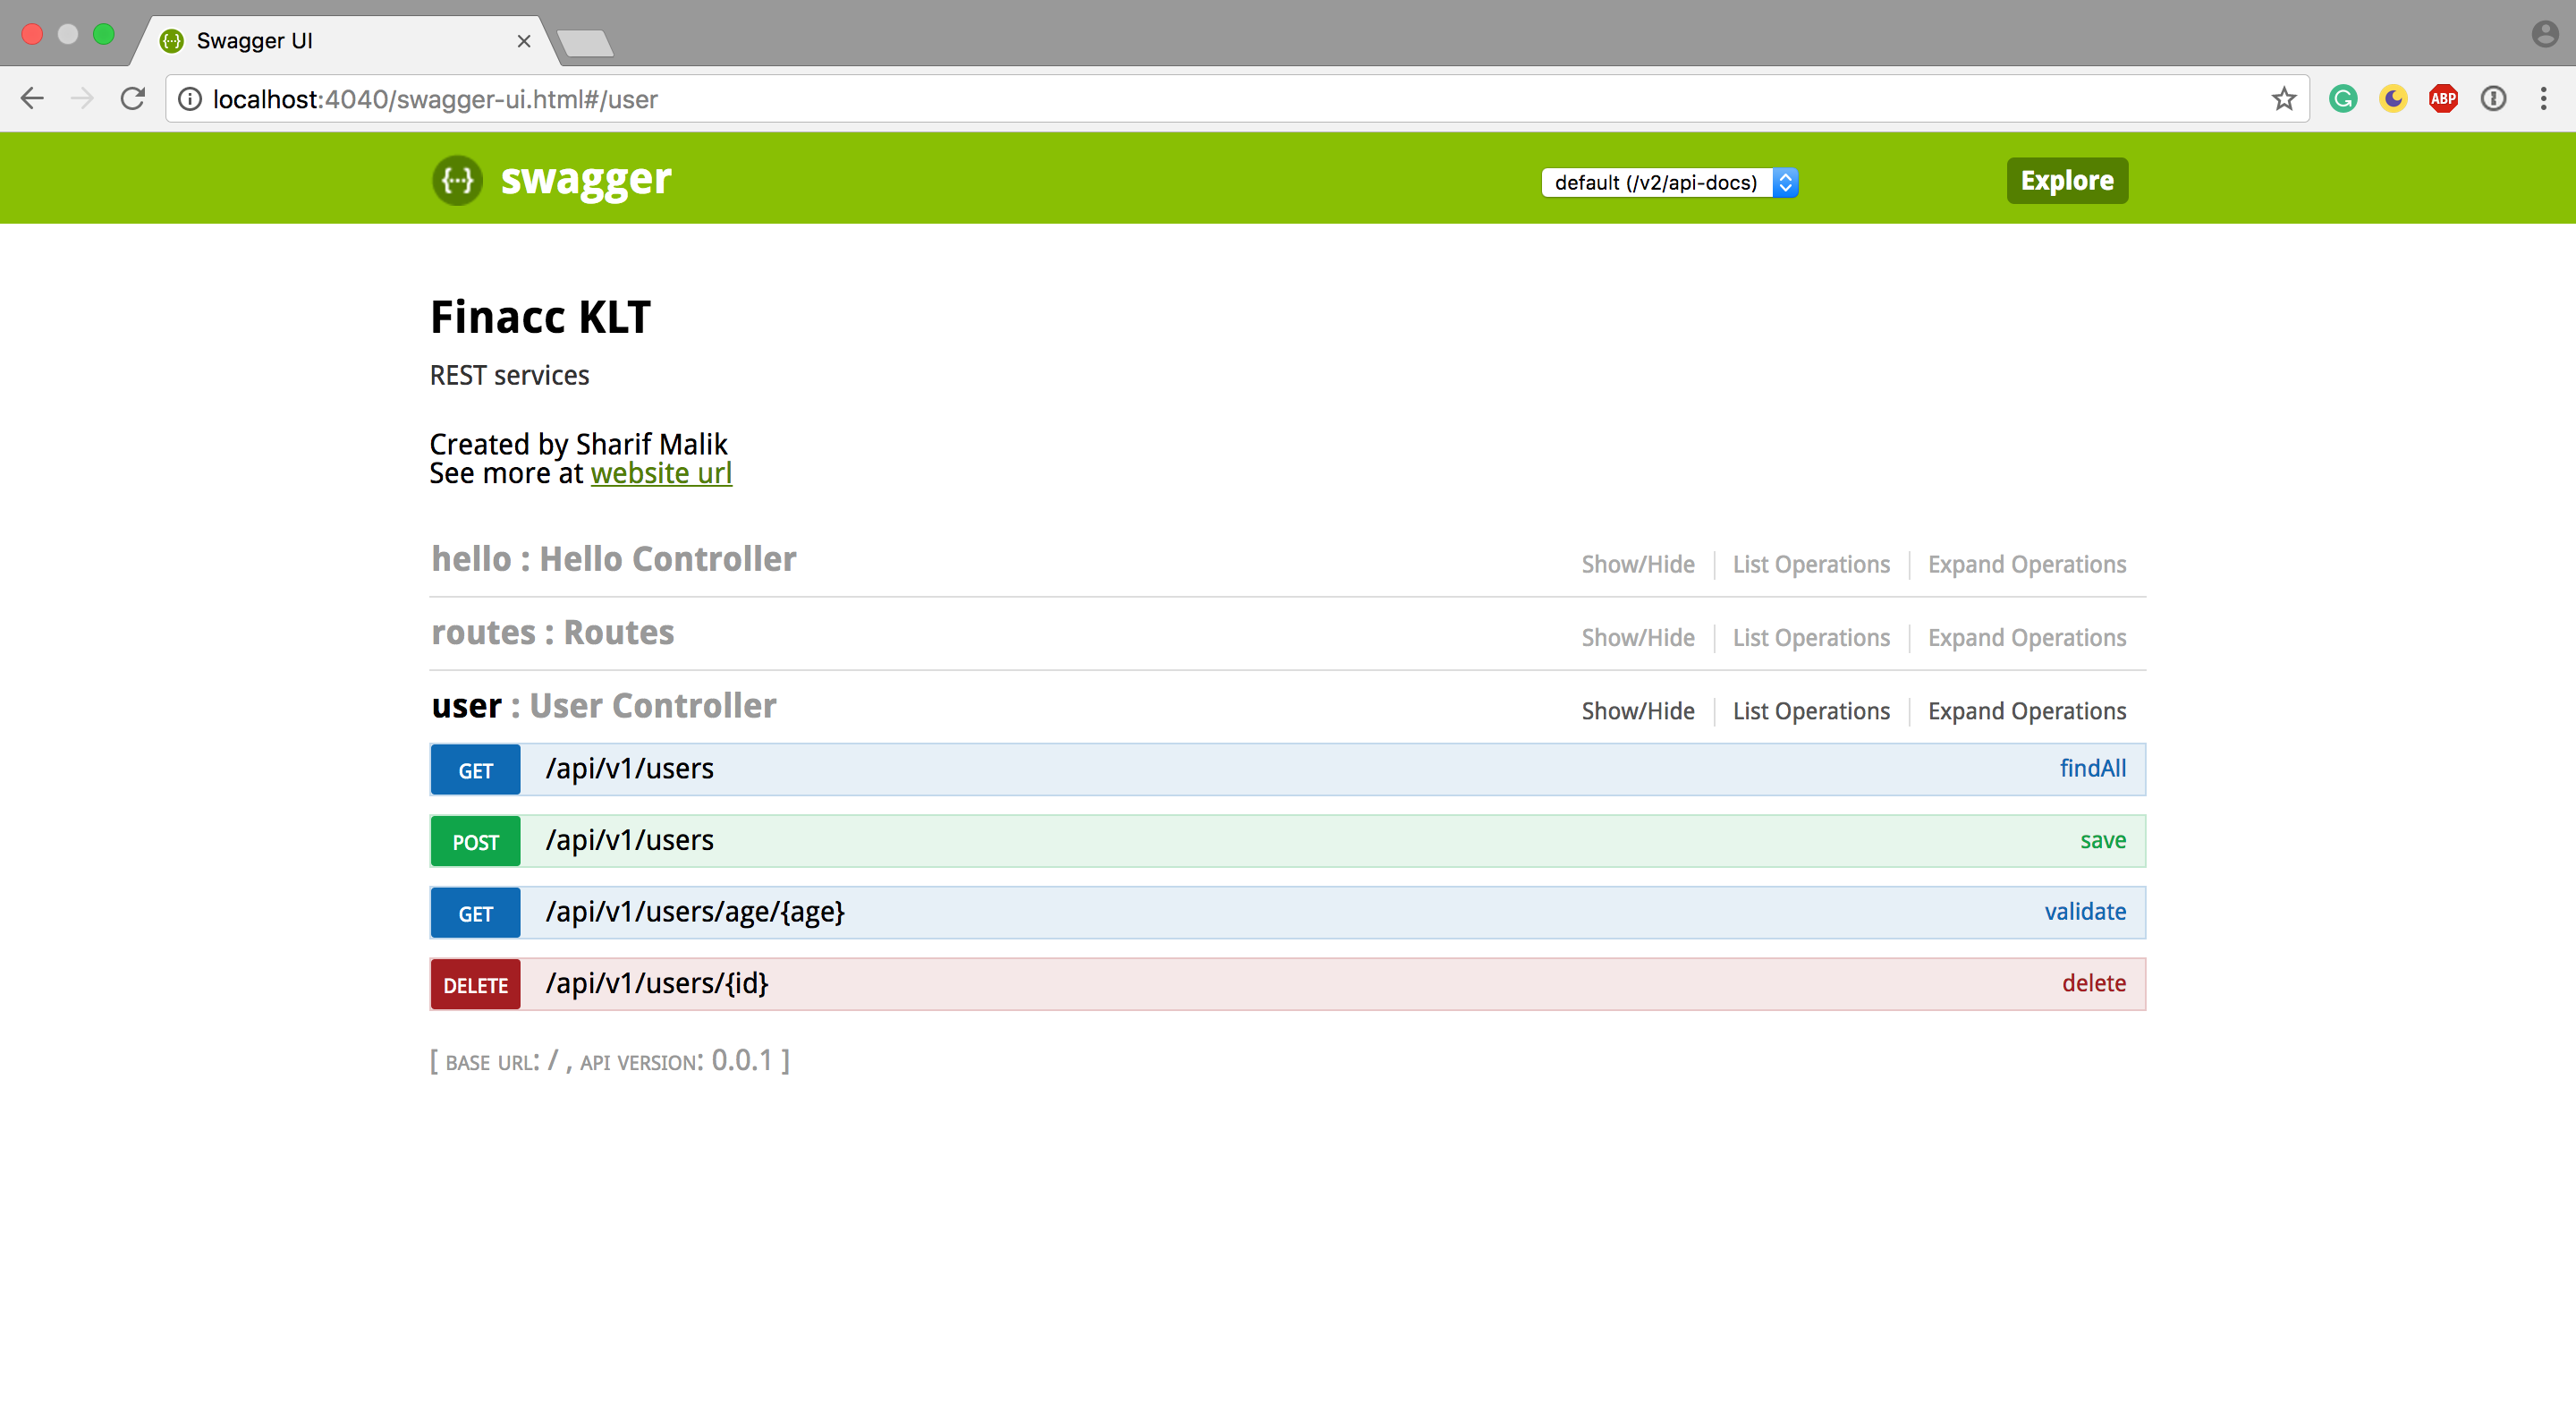 Swagger UI
localhost:4040/swagger-ui.html#/user
ABP
{···} swagger
default (/v2/api-docs)
Explore
Finacc KLT
REST services
Created by Sharif Malik
See more at website url
hello : Hello Controller Show/Hide List Operations Expand Operations
routes : Routes Show/Hide List Operations Expand Operations
user : User Controller Show/Hide List Operations Expand Operations
GET /api/v1/users findAll
POST /api/v1/users save
GET /api/v1/users/age/{age} validate
DELETE /api/v1/users/{id} delete
[ BASE URL: / , API VERSION: 0.0.1 ]